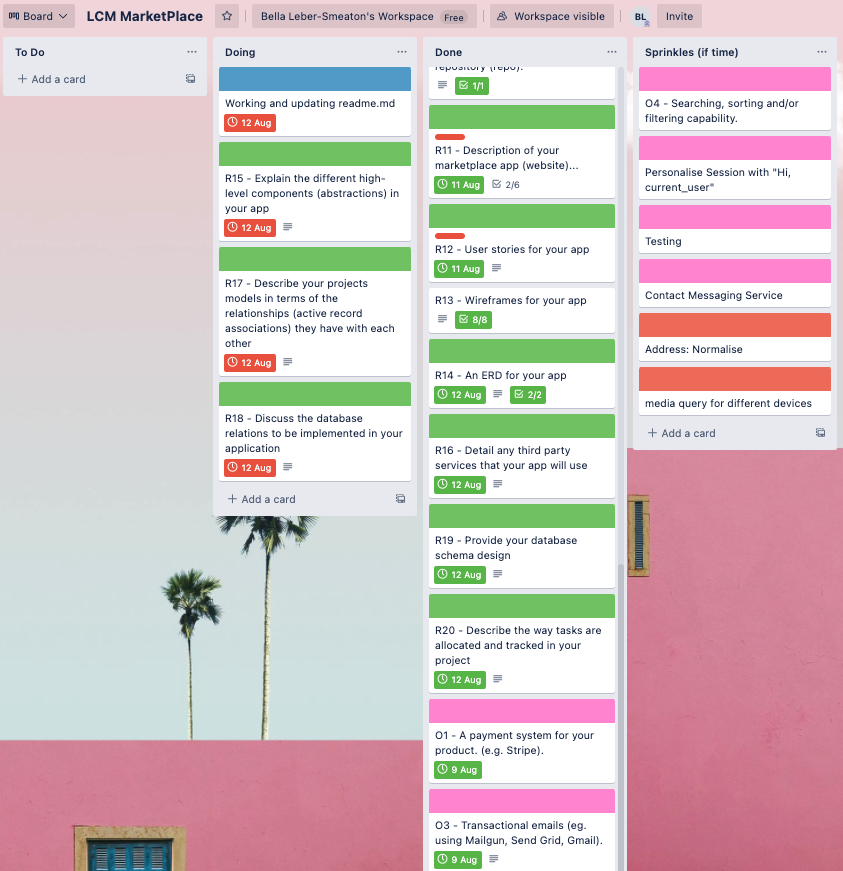 Board
LCM MarketPlace
Bella Leber-Smeaton's Workspace Free
Workspace visible
BL
Invite
To Do
+ Add a card
Doing
Working and updating readme.md
12 Aug
R15 - Explain the different high-
level components (abstractions) in
your app
12 Aug
R17 - Describe your projects
models in terms of the
relationships (active record
associations) they have with each
other
12 Aug
R18 - Discuss the database
relations to be implemented in your
application
12 Aug
+ Add a card
Done
repository (repo).
1/1
R11 - Description of your
marketplace app (website)...
11 Aug 2/6
R12 - User stories for your app
11 Aug
R13 - Wireframes for your app
8/8
R14 - An ERD for your app
12 Aug 2/2
R16 - Detail any third party
services that your app will use
12 Aug
R19 - Provide your database
schema design
12 Aug
R20 - Describe the way tasks are
allocated and tracked in your
project
12 Aug
O1 - A payment system for your
product. (e.g. Stripe).
9 Aug
O3 - Transactional emails (eg.
using Mailgun, Send Grid, Gmail).
9 Aug
Sprinkles (if time)
O4 - Searching, sorting and/or
filtering capability.
Personalise Session with "Hi,
current_user"
Testing
Contact Messaging Service
Address: Normalise
media query for different devices
+ Add a card